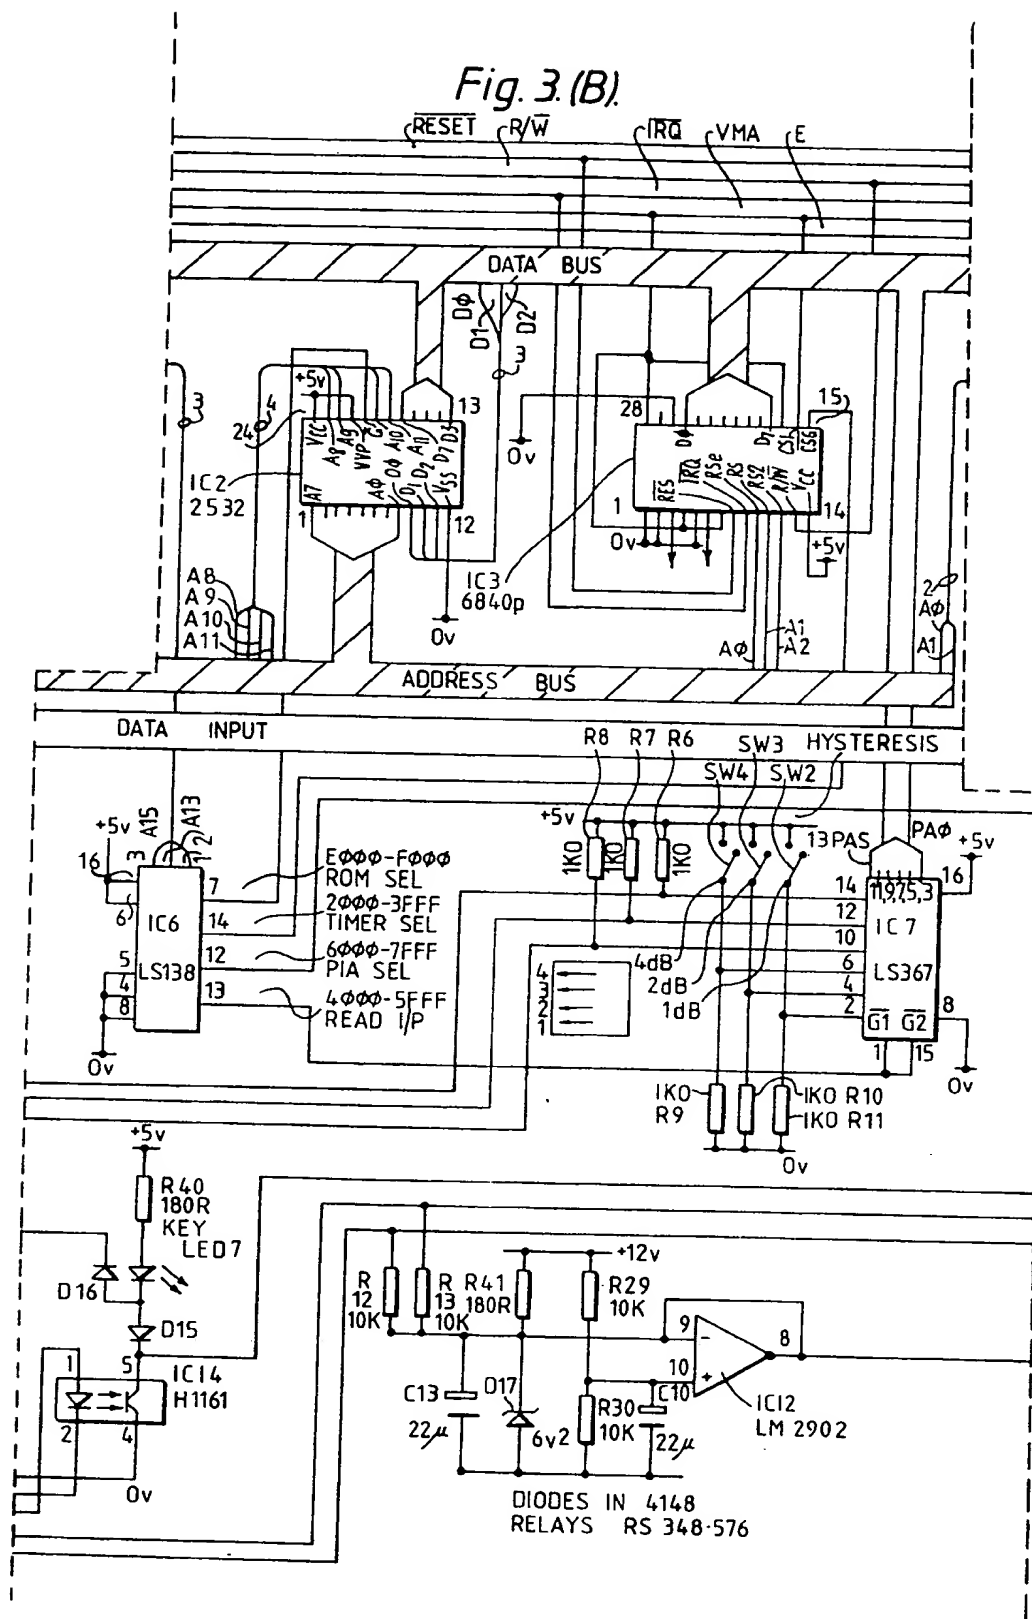 Fig. 3.(B).
RESET R/W IRQ VMA E
DATA BUS
DΦ
D1
D2
3
3
4
+5v
24
13
28
15
0v
VCC A8 A9 VVP G A10 A11 D7 D3
A7 AΦ DΦ D1 D2 VSS
IC2
2532
1
12
DΦ D7 CS1 CS6
RES IRQ RSe RS RS2 R/W VCC
1
14
0v
+5v
IC3
6840p
0v
A8
A9
A10
A11
AΦ
A1
A2
2
AΦ
A1
ADDRESS BUS
DATA INPUT
R8 R7 R6
SW3 HYSTERESIS
SW4 SW2
+5v
+5v
A15
A13
3
1
2
16
6
5
4
8
IC6
LS138
7
14
12
13
0v
EΦΦΦ-FΦΦΦ
ROM SEL
2ΦΦΦ-3FFF
TIMER SEL
6ΦΦΦ-7FFF
PIA SEL
4ΦΦΦ-5FFF
READ I/P
1KO
1KO
1KO
4dB
2dB
1dB
4
3
2
1
13PAS
PAΦ
+5v
16
14
12
10
6
4
2
11,9,7,5,3
IC7
LS367
G1 G2
8
1
15
0v
1KO
R9
1KO R10
1KO R11
0v
+5v
R40
180R
KEY
LED7
D16
D15
1
5
IC14
H1161
2
4
0v
+12v
R
12
10K
R
13
10K
R41
180R
R29
10K
9
-
8
10
+
C13
22μ
D17
6v2
R30
10K
C10
22μ
IC12
LM 2902
DIODES IN 4148
RELAYS RS 348-576